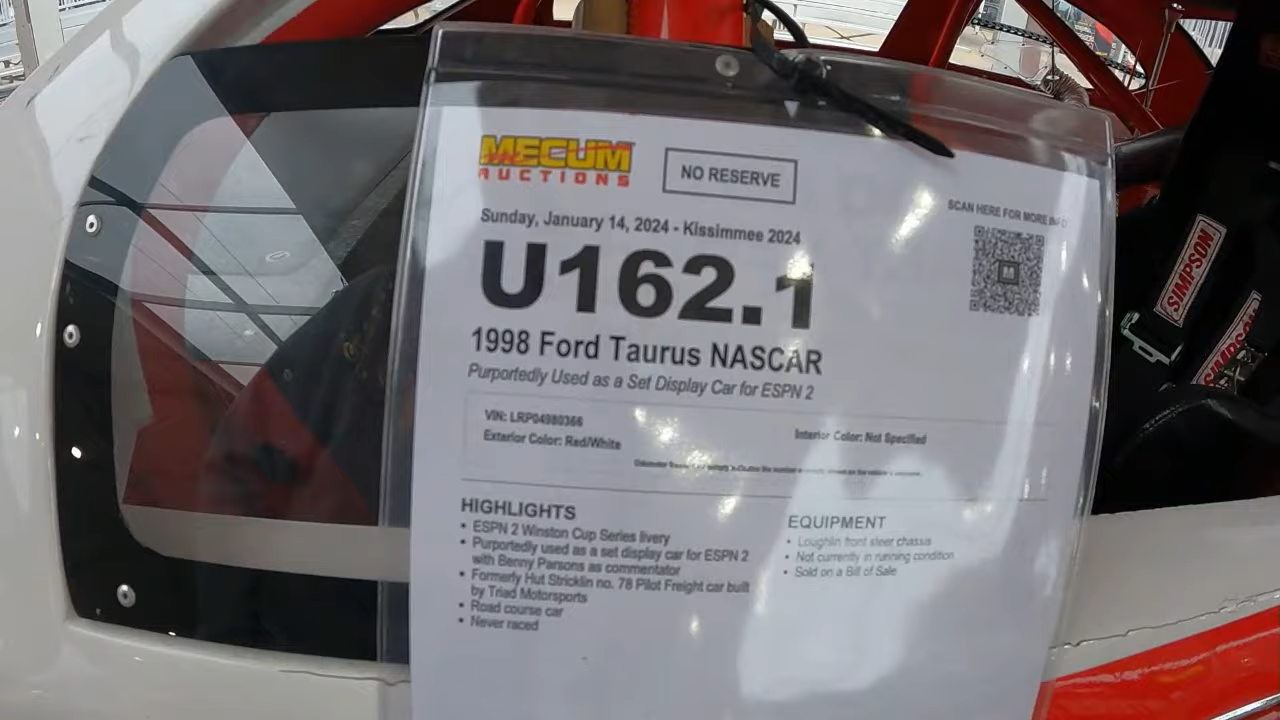 MECUM
AUCTIONS
NO RESERVE
SCAN HERE FOR MORE INFO
Sunday, January 14, 2024 - Kissimmee 2024
U162.1
1998 Ford Taurus NASCAR
Purportedly Used as a Set Display Car for ESPN 2
VIN: LRP04980366
Exterior Color: Red/White
Interior Color: Not Specified
HIGHLIGHTS
• ESPN 2 Winston Cup Series livery
• Purportedly used as a set display car for ESPN 2
with Benny Parsons as commentator
• Formerly Hut Stricklin no. 78 Pilot Freight car built
by Triad Motorsports
• Road course car
• Never raced
EQUIPMENT
• Loughlin front steer chassis
• Not currently in running condition
• Sold on a Bill of Sale
SIMPSON
SIMPSON